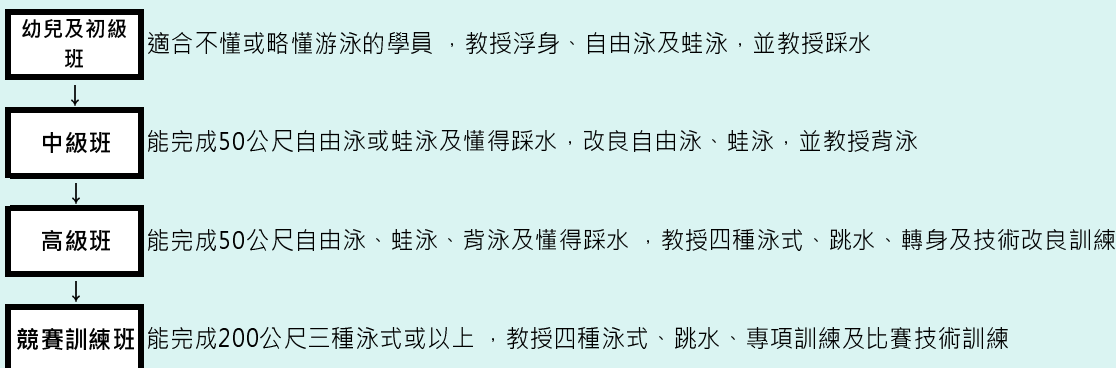 幼兒及初級
班
適合不懂或略懂游泳的學員 ，教授浮身、自由泳及蛙泳，並教授踩水
↓
中級班
能完成50公尺自由泳或蛙泳及懂得踩水，改良自由泳、蛙泳，並教授背泳
↓
高級班
能完成50公尺自由泳、蛙泳、背泳及懂得踩水 ，教授四種泳式、跳水、轉身及技術改良訓練
↓
競賽訓練班
能完成200公尺三種泳式或以上 ，教授四種泳式、跳水、專項訓練及比賽技術訓練